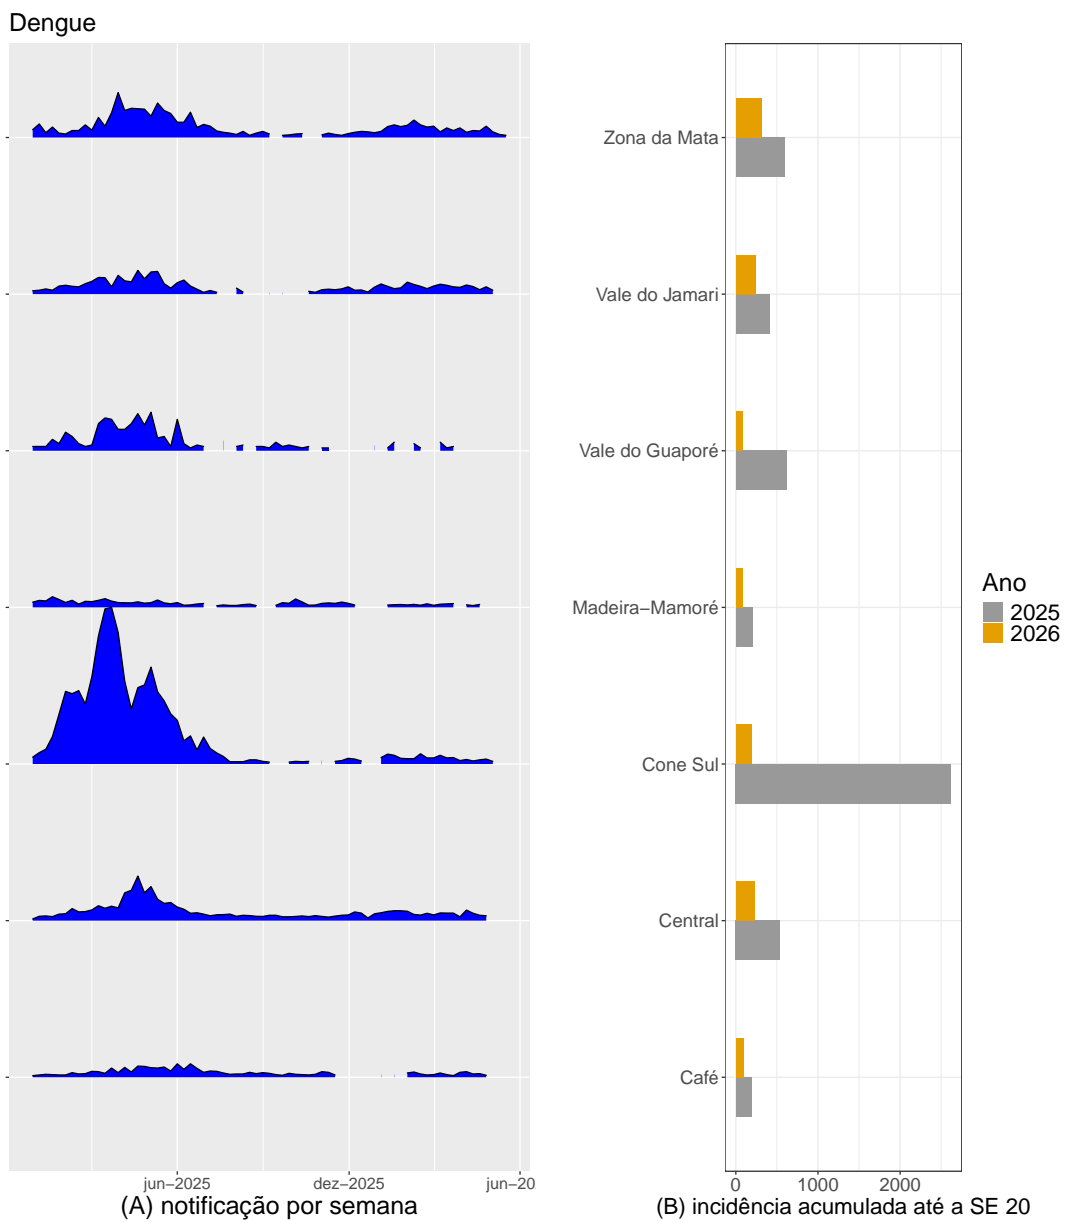 Dengue
Zona da Mata
Vale do Jamari
Vale do Guaporé
Madeira−Mamoré
Cone Sul
Central
Café
Ano
2025
2026
jun−2025
dez−2025
jun−20
0
1000
2000
(A) notificação por semana
(B) incidência acumulada até a SE 20